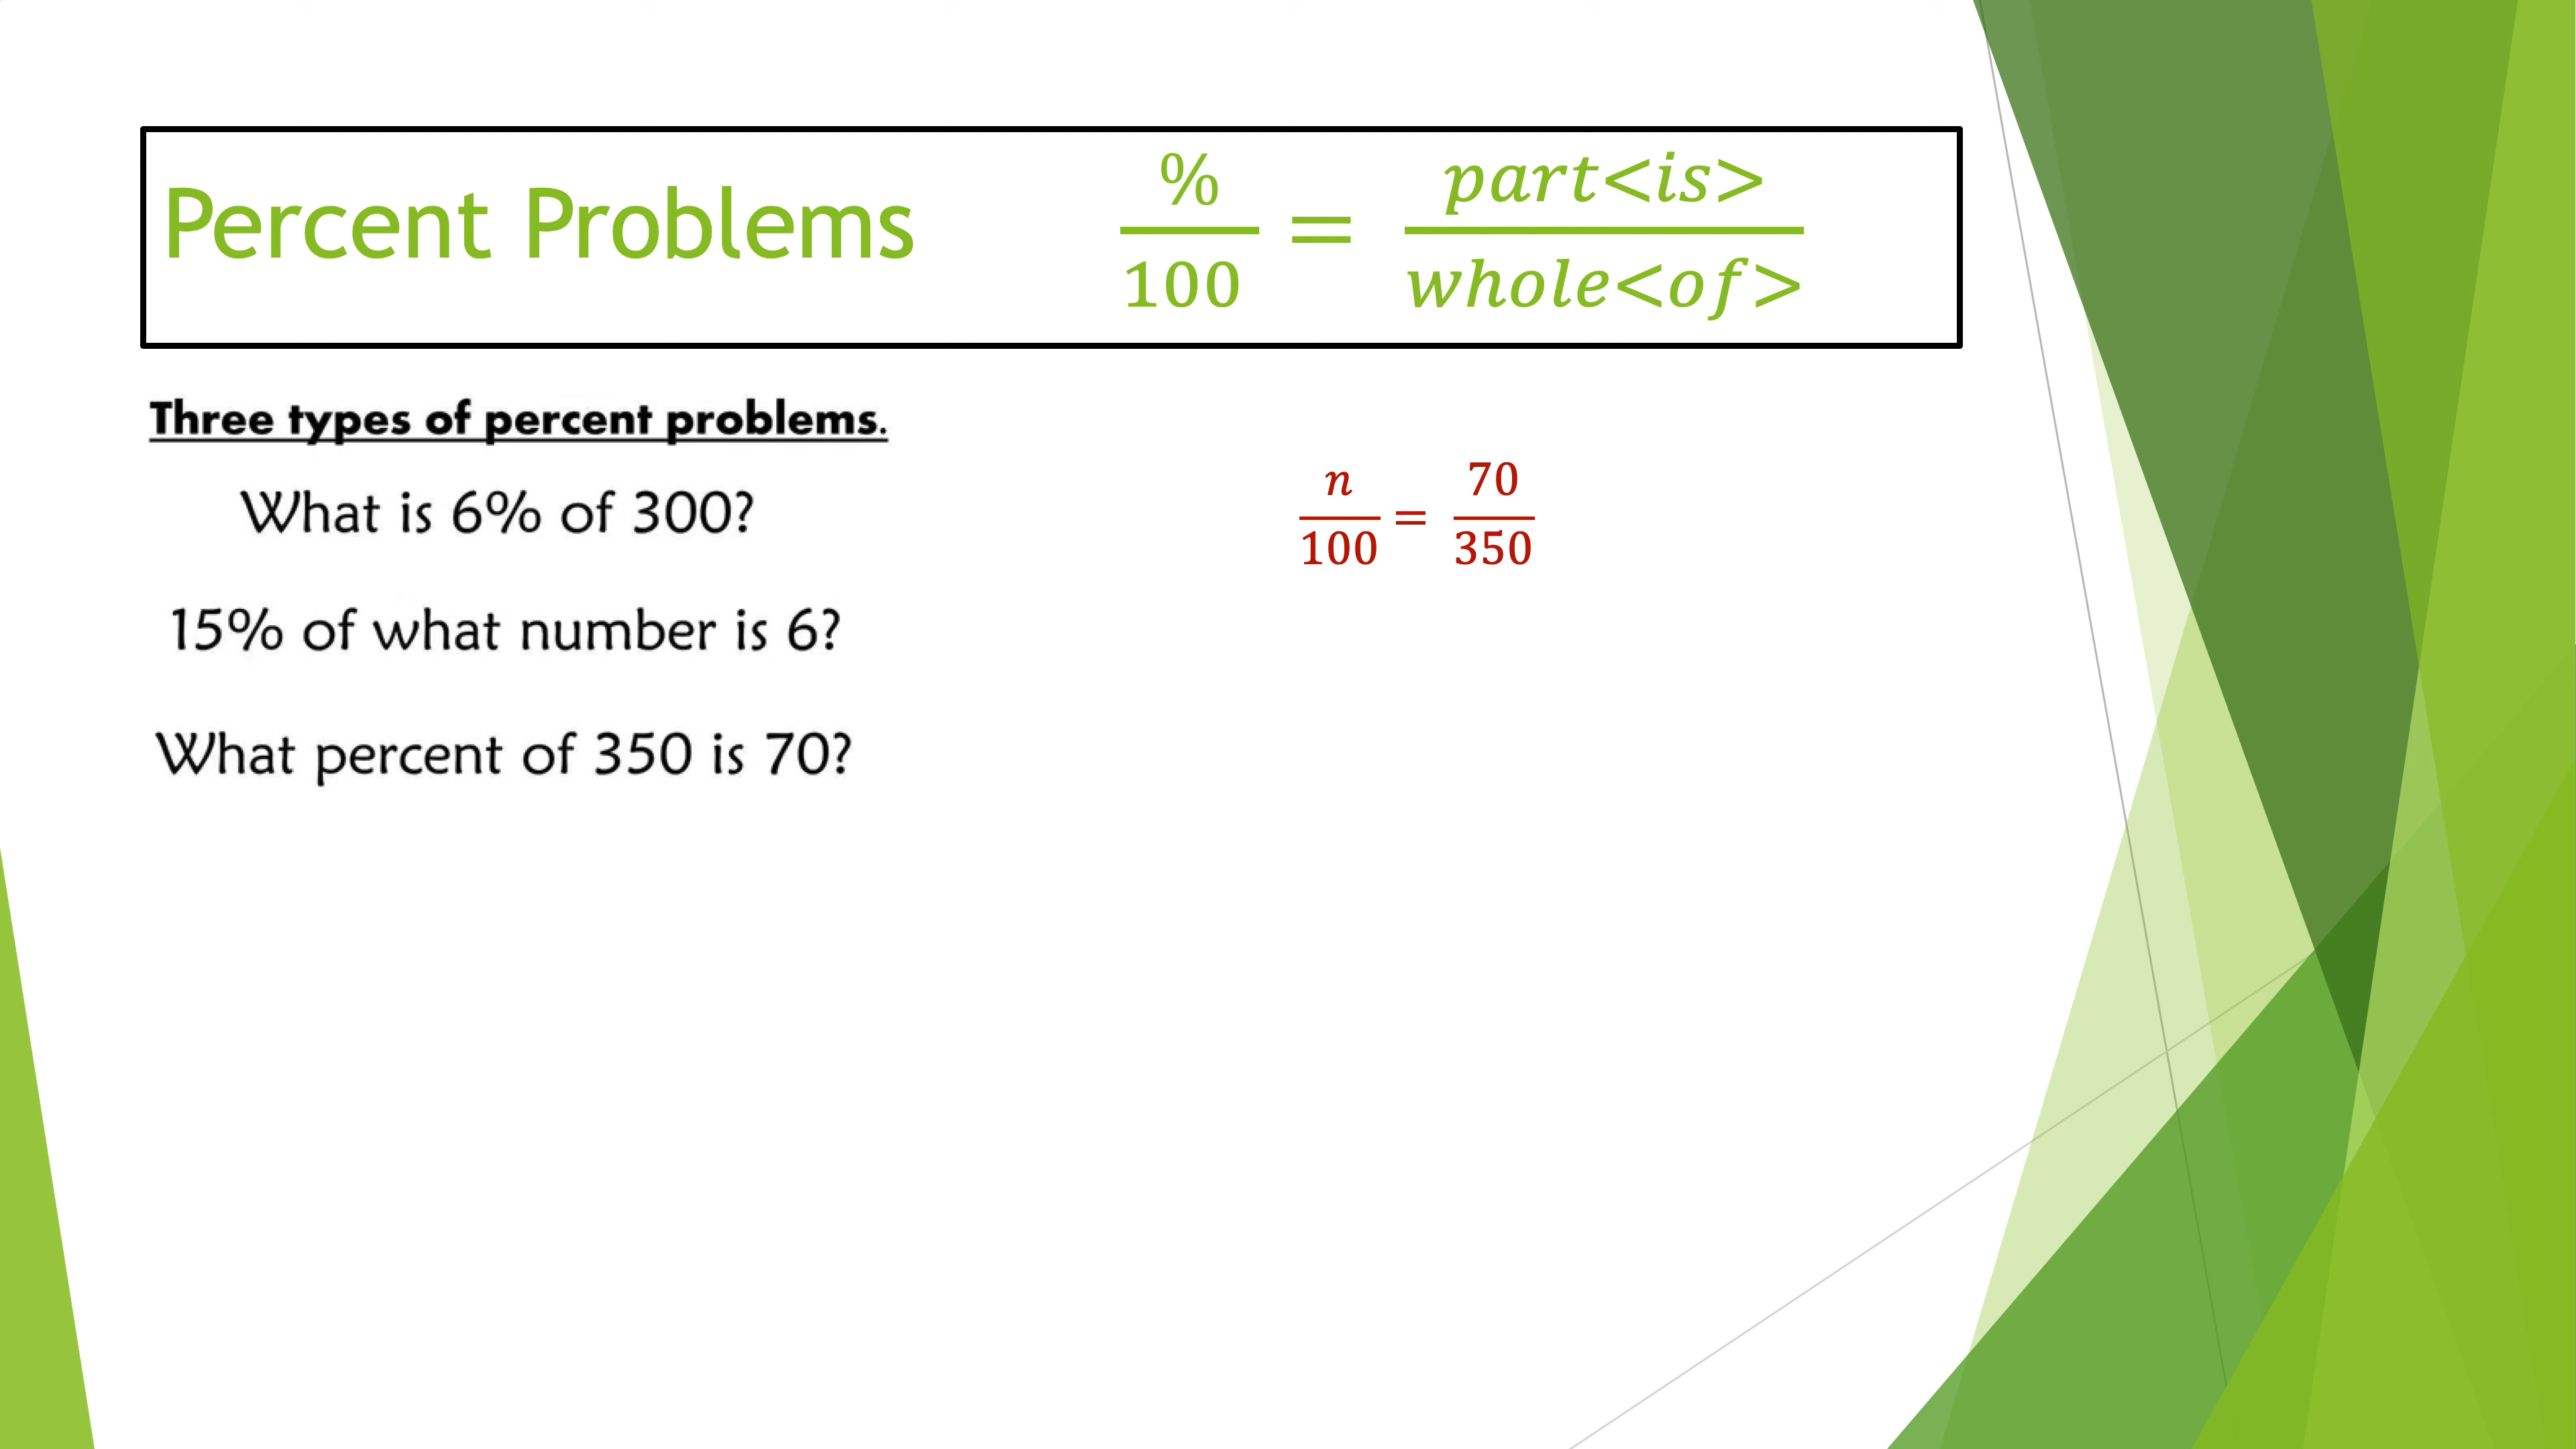 Percent Problems % / 100 = part<is> / whole<of>
Three types of percent problems.
What is 6% of 300?
n / 100 = 70 / 350
15% of what number is 6?
What percent of 350 is 70?